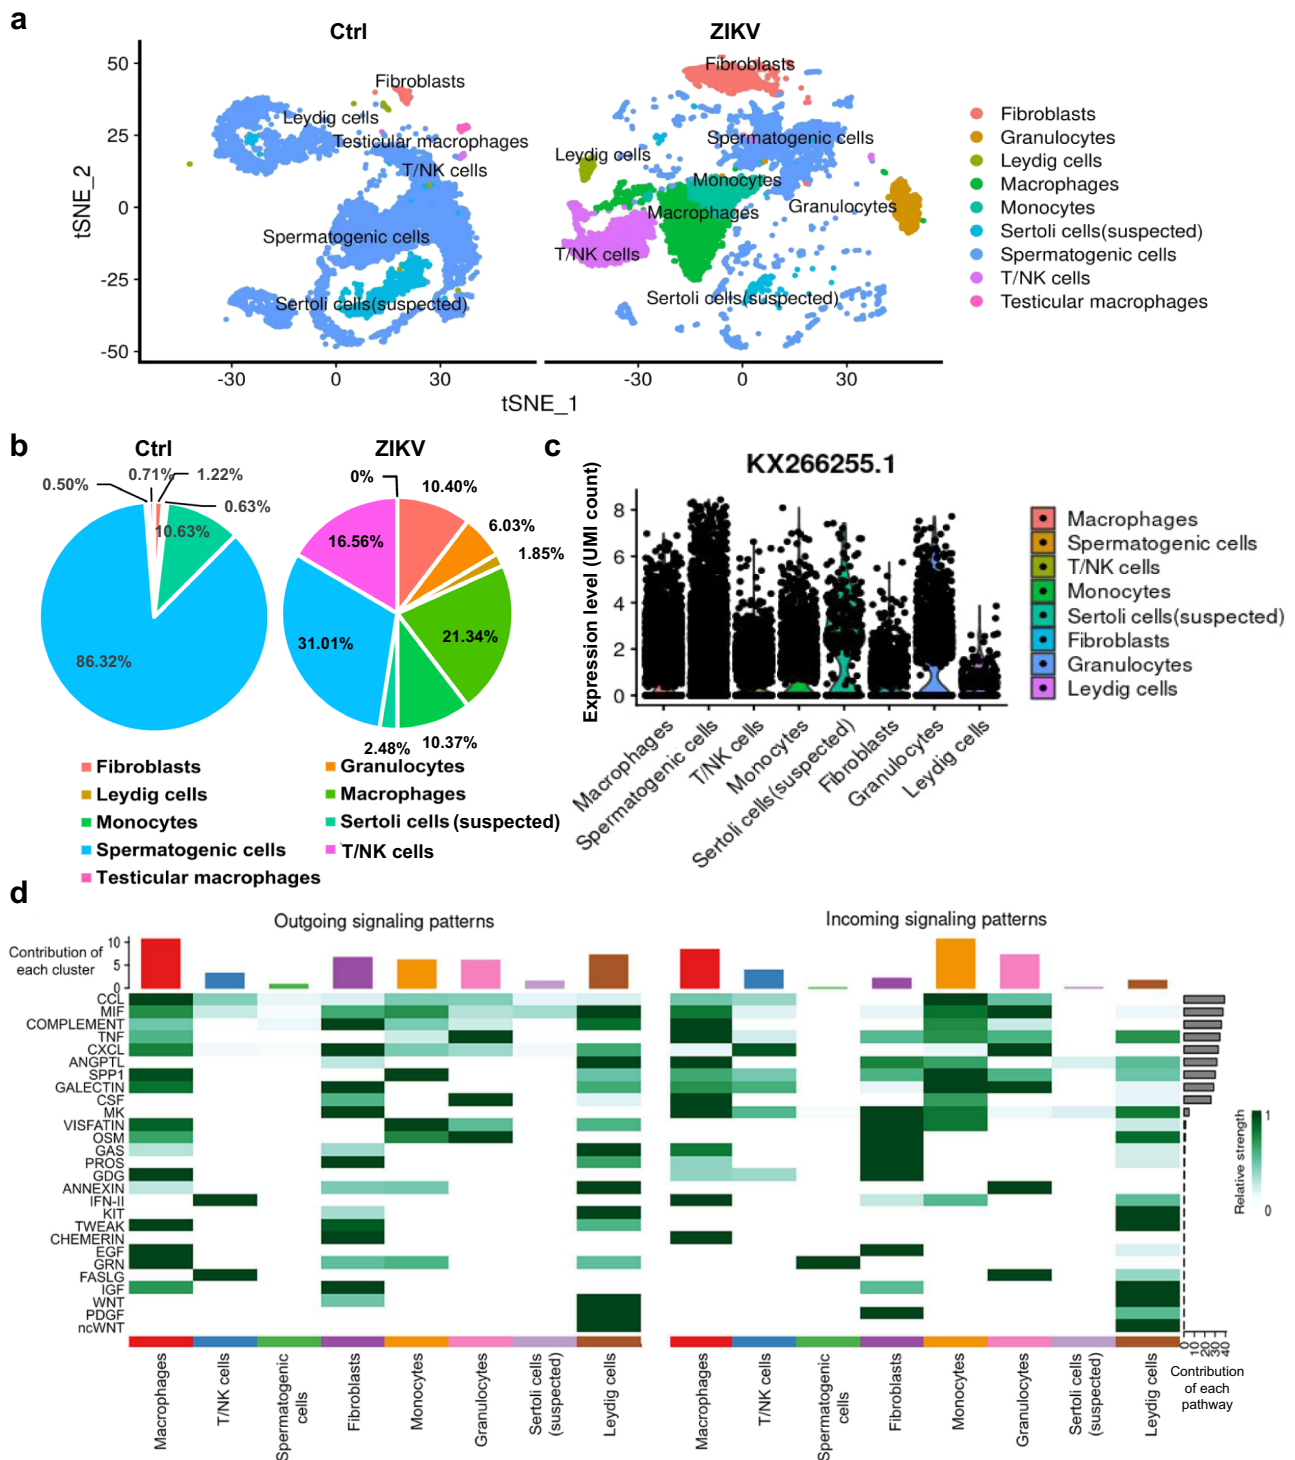 a
Ctrl
ZIKV
50
25
0
-25
-50
tSNE_2
Fibroblasts
Leydig cells
Testicular macrophages
T/NK cells
Spermatogenic cells
Sertoli cells(suspected)
-30
0
30
Fibroblasts
Spermatogenic cells
Leydig cells
Monocytes
Granulocytes
Macrophages
T/NK cells
Sertoli cells(suspected)
-30
0
30
tSNE_1
Fibroblasts
Granulocytes
Leydig cells
Macrophages
Monocytes
Sertoli cells(suspected)
Spermatogenic cells
T/NK cells
Testicular macrophages
b
Ctrl
0.50%
0.71%
1.22%
0.63%
10.63%
86.32%
ZIKV
0%
10.40%
6.03%
1.85%
16.56%
31.01%
21.34%
2.48%
10.37%
Fibroblasts
Granulocytes
Leydig cells
Macrophages
Monocytes
Sertoli cells (suspected)
Spermatogenic cells
T/NK cells
Testicular macrophages
c
KX266255.1
Expression level (UMI count)
8
6
4
2
0
Macrophages
Spermatogenic cells
T/NK cells
Monocytes
Sertoli cells(suspected)
Fibroblasts
Granulocytes
Leydig cells
Macrophages
Spermatogenic cells
T/NK cells
Monocytes
Sertoli cells(suspected)
Fibroblasts
Granulocytes
Leydig cells
d
Outgoing signaling patterns
Incoming signaling patterns
Contribution of
each cluster
10
5
0
CCL
MIF
COMPLEMENT
TNF
CXCL
ANGPTL
SPP1
GALECTIN
CSF
MK
VISFATIN
OSM
GAS
PROS
GDG
ANNEXIN
IFN-II
KIT
TWEAK
CHEMERIN
EGF
GRN
FASLG
IGF
WNT
PDGF
ncWNT
Macrophages
T/NK cells
Spermatogenic
cells
Fibroblasts
Monocytes
Granulocytes
Sertoli cells
(suspected)
Leydig cells
Macrophages
T/NK cells
Spermatogenic
cells
Fibroblasts
Monocytes
Granulocytes
Sertoli cells
(suspected)
Leydig cells
0
10
20
30
40
Contribution
of each
pathway
Relative strength
1
0